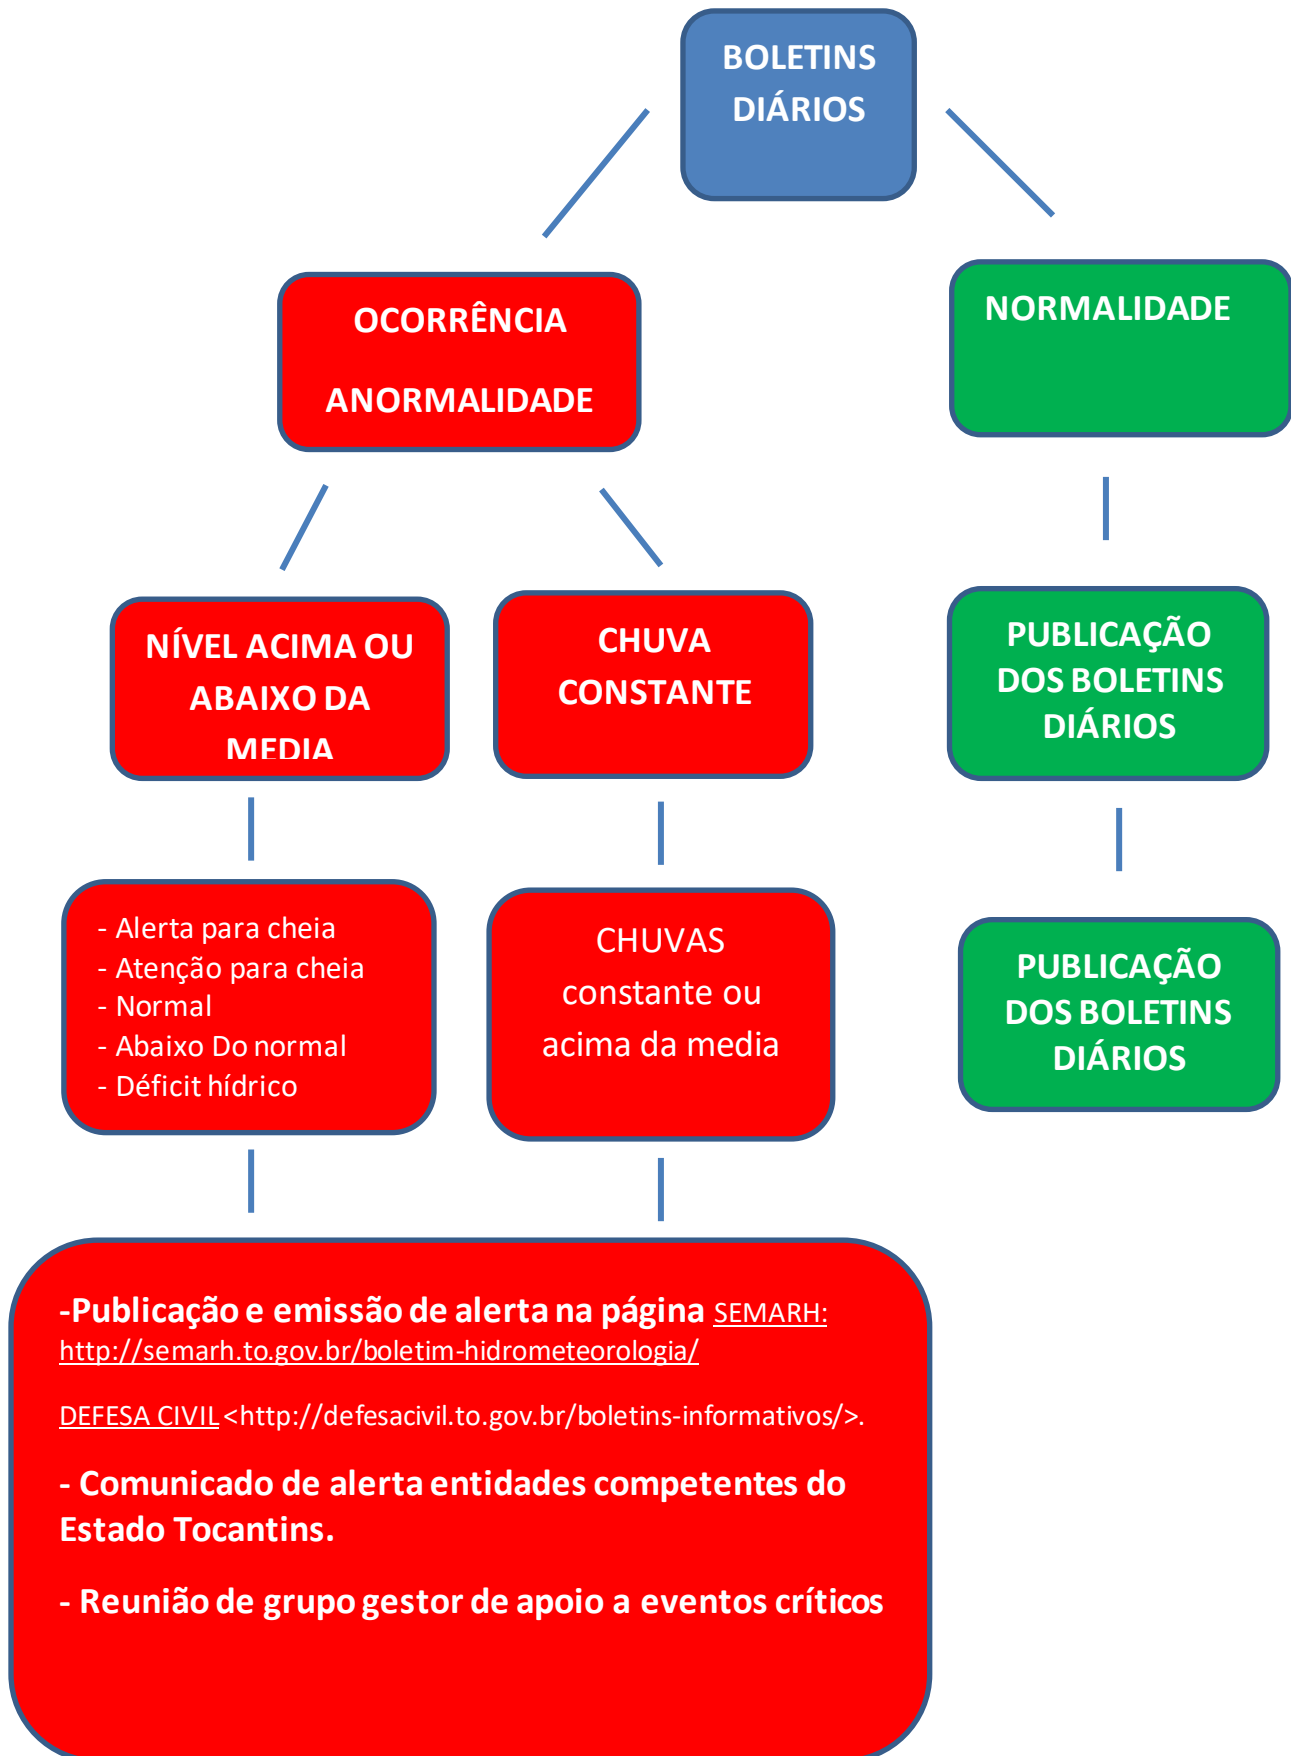 BOLETINS
DIÁRIOS
OCORRÊNCIA
ANORMALIDADE
NORMALIDADE
NÍVEL ACIMA OU
ABAIXO DA
MEDIA
CHUVA
CONSTANTE
PUBLICAÇÃO
DOS BOLETINS
DIÁRIOS
- Alerta para cheia
- Atenção para cheia
- Normal
- Abaixo Do normal
- Déficit hídrico
CHUVAS
constante ou
acima da media
PUBLICAÇÃO
DOS BOLETINS
DIÁRIOS
-Publicação e emissão de alerta na página SEMARH:
http://semarh.to.gov.br/boletim-hidrometeorologia/
DEFESA CIVIL <http://defesacivil.to.gov.br/boletins-informativos/>.
- Comunicado de alerta entidades competentes do
Estado Tocantins.
- Reunião de grupo gestor de apoio a eventos críticos